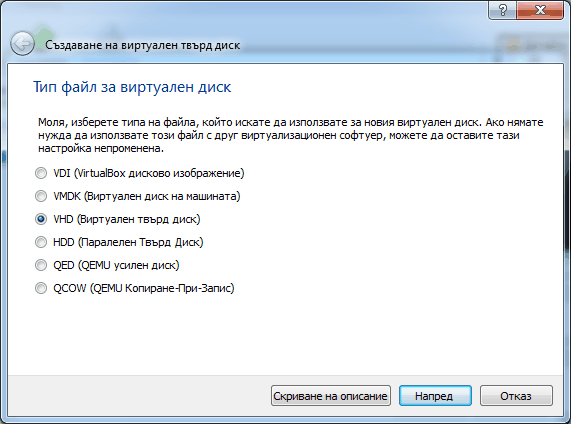 Създаване на виртуален твърд диск
Тип файл за виртуален диск
Моля, изберете типа на файла, който искате да използвате за новия виртуален диск. Ако нямате
нужда да използвате този файл с друг виртуализационен софтуер, можете да оставите тази
настройка непроменена.
VDI (VirtualBox дисково изображение)
VMDK (Виртуален диск на машината)
VHD (Виртуален твърд диск)
HDD (Паралелен Твърд Диск)
QED (QEMU усилен диск)
QCOW (QEMU Копиране-При-Запис)
Скриване на описание Напред Отказ